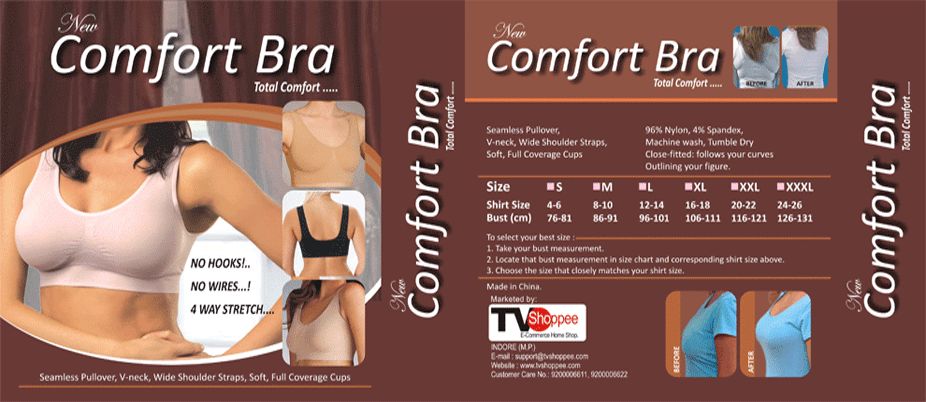 New
Comfort Bra
Total Comfort .....
NO HOOKS!..
NO WIRES...!
4 WAY STRETCH....
Seamless Pullover, V-neck, Wide Shoulder Straps, Soft, Full Coverage Cups
New
Comfort Bra
Total Comfort .....
New
Comfort Bra
Total Comfort .....
BEFORE
AFTER
Seamless Pullover,
V-neck, Wide Shoulder Straps,
Soft, Full Coverage Cups
96% Nylon, 4% Spandex,
Machine wash, Tumble Dry
Close-fitted: follows your curves
Outlining your figure.
Size S M L XL XXL XXXL
Shirt Size 4-6 8-10 12-14 16-18 20-22 24-26
Bust (cm) 76-81 86-91 96-101 106-111 116-121 126-131
To select your best size :
1. Take your bust measurement.
2. Locate that bust measurement in size chart and corresponding shirt size above.
3. Choose the size that closely matches your shirt size.
Made in China.
Marketed by:
TV Shoppee
E-Commerce Home Shop.
INDORE (M.P.)
E-mail : support@tvshoppee.com
Website : www.tvshoppee.com
Customer Care No.: 9200006611, 9200006622
BEFORE
AFTER
New
Comfort Bra
Total Comfort .....